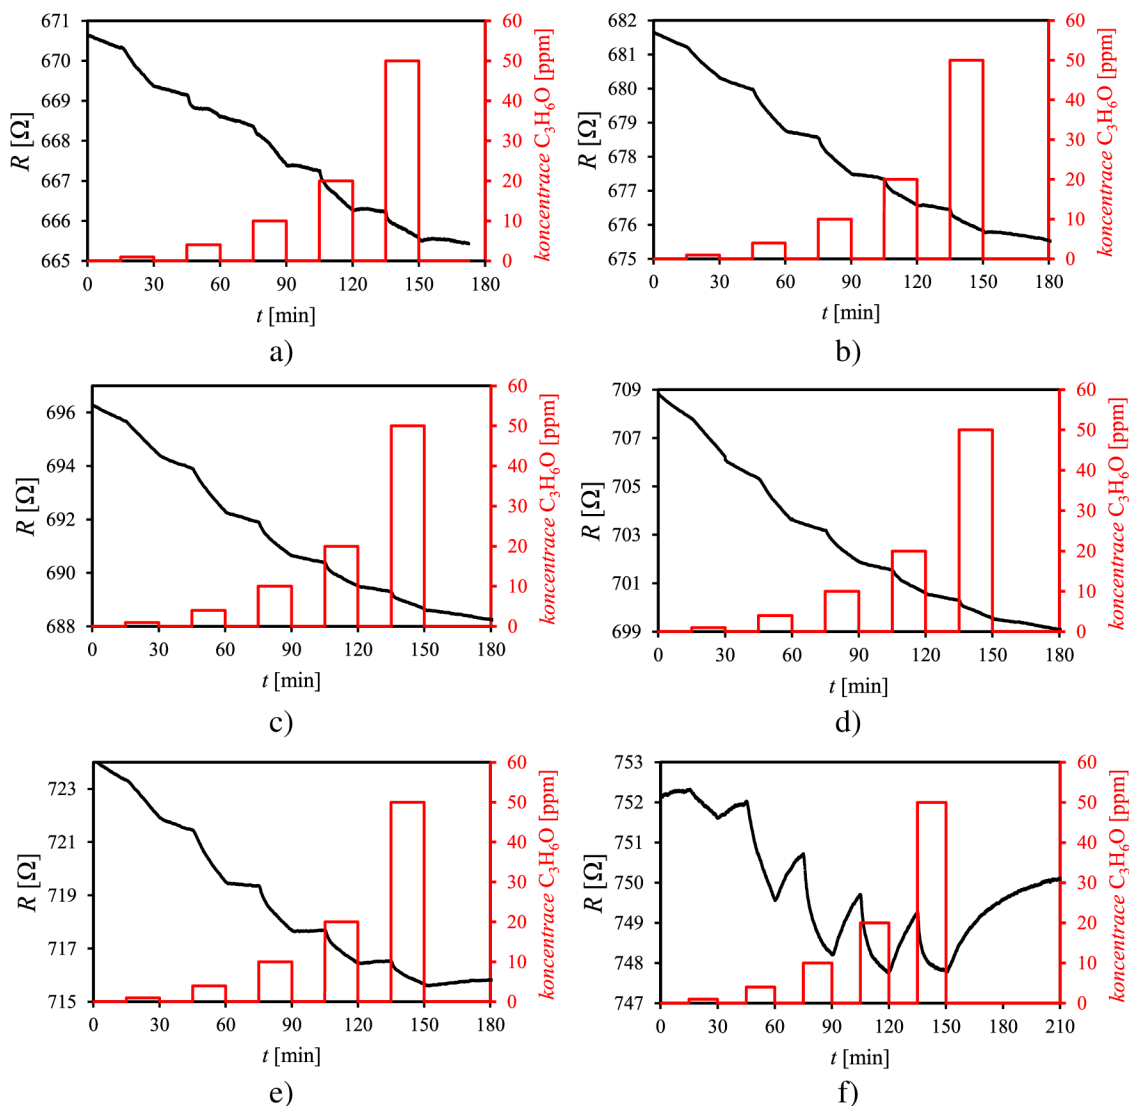 671
670
669
668
667
666
665
R [Ω]
60
50
40
30
20
10
0
koncentrace C₃H₆O [ppm]
0 30 60 90 120 150 180
t [min]
a)
682
681
680
679
678
677
676
675
R [Ω]
60
50
40
30
20
10
0
koncentrace C₃H₆O [ppm]
0 30 60 90 120 150 180
t [min]
b)
696
694
692
690
688
R [Ω]
60
50
40
30
20
10
0
koncentrace C₃H₆O [ppm]
0 30 60 90 120 150 180
t [min]
c)
709
707
705
703
701
699
R [Ω]
60
50
40
30
20
10
0
koncentrace C₃H₆O [ppm]
0 30 60 90 120 150 180
t [min]
d)
723
721
719
717
715
R [Ω]
60
50
40
30
20
10
0
koncentrace C₃H₆O [ppm]
0 30 60 90 120 150 180
t [min]
e)
753
752
751
750
749
748
747
R [Ω]
60
50
40
30
20
10
0
koncentrace C₃H₆O [ppm]
0 30 60 90 120 150 180 210
t [min]
f)